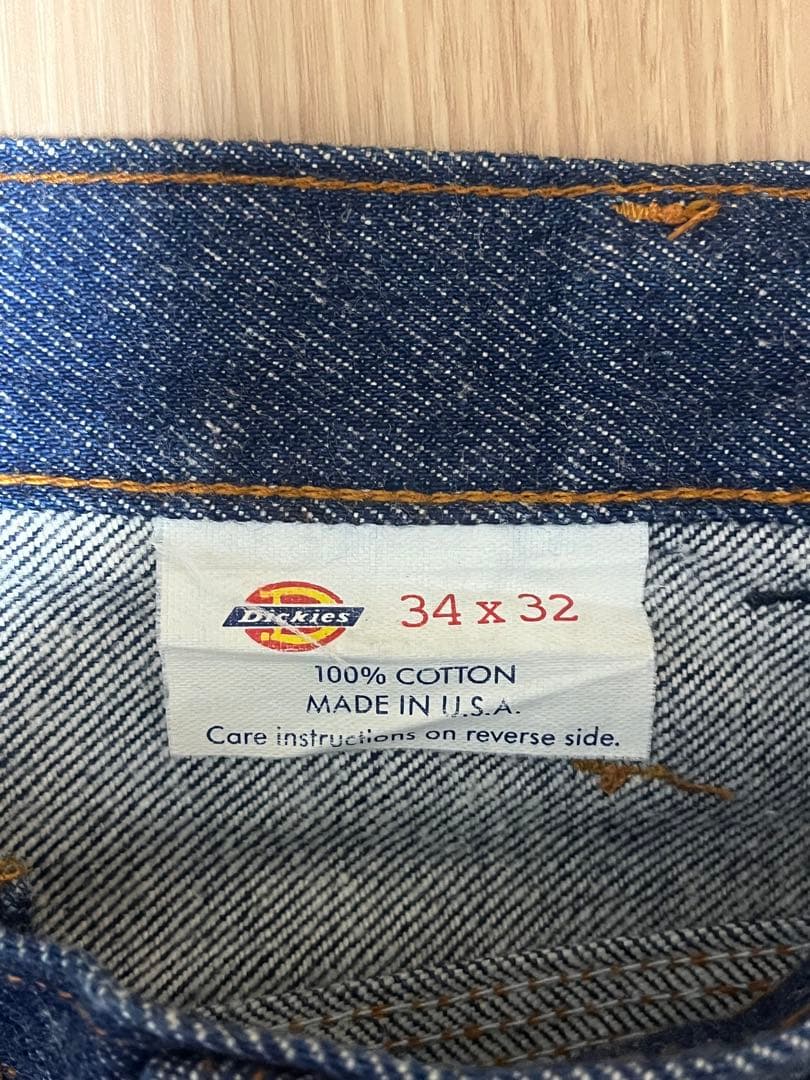 Dickies 34 x 32
100% COTTON
MADE IN U.S.A.
Care instructions on reverse side.